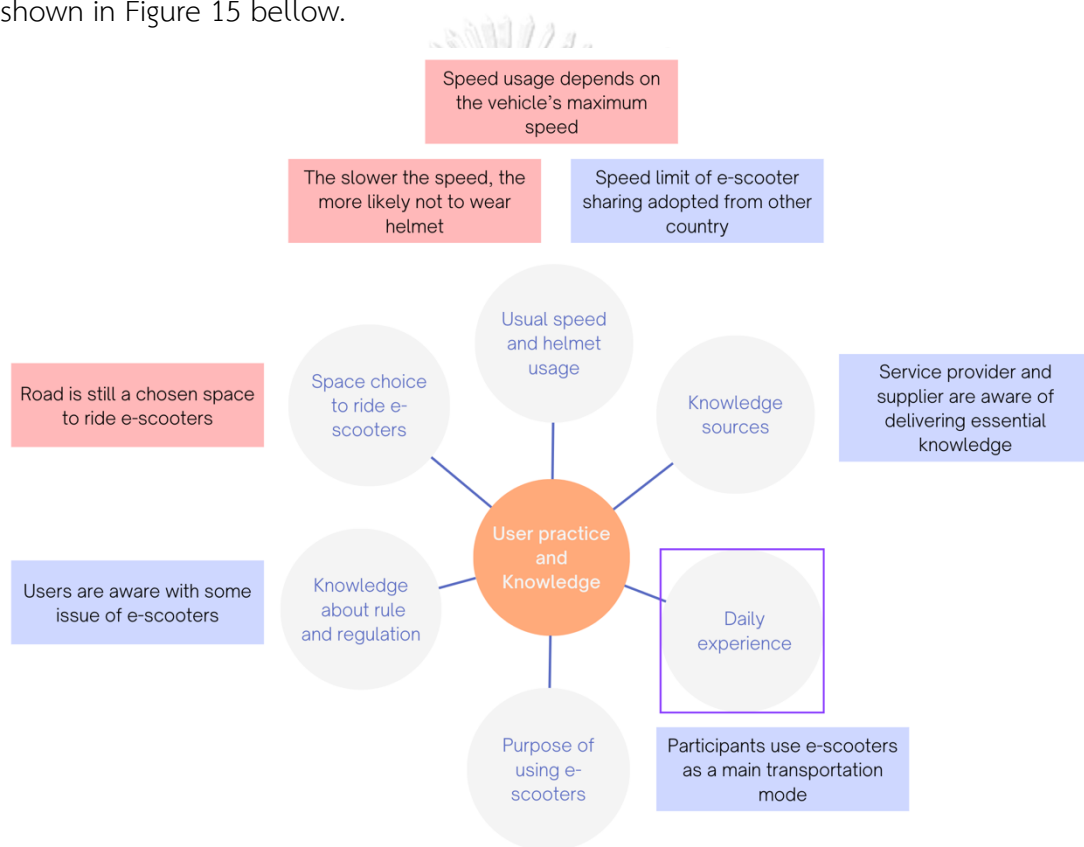 shown in Figure 15 bellow.
Speed usage depends on
the vehicle's maximum
speed
The slower the speed, the
more likely not to wear
helmet
Speed limit of e-scooter
sharing adopted from other
country
Usual speed
and helmet
usage
Space choice
to ride e-
scooters
Knowledge
sources
Road is still a chosen space
to ride e-scooters
Service provider and
supplier are aware of
delivering essential
knowledge
User practice
and
Knowledge
Users are aware with some
issue of e-scooters
Knowledge
about rule
and regulation
Daily
experience
Purpose of
using e-
scooters
Participants use e-scooters
as a main transportation
mode